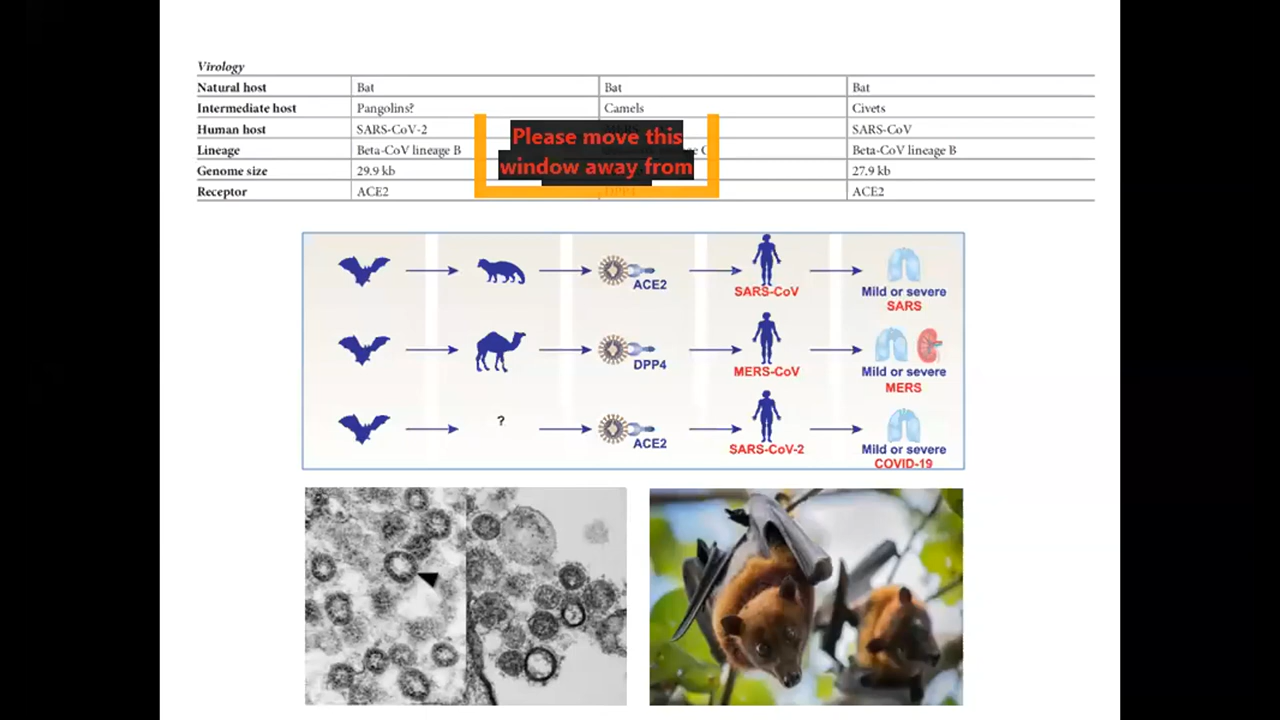 Virology
Natural host Bat Bat Bat
Intermediate host Pangolins? Camels Civets
Human host SARS-CoV-2 SARS-CoV
Lineage Beta-CoV lineage B C Beta-CoV lineage B
Genome size 29.9 kb 27.9 kb
Receptor ACE2 DPP4 ACE2
Please move this
window away from
ACE2
SARS-CoV
Mild or severe
SARS
DPP4
MERS-CoV
Mild or severe
MERS
?
ACE2
SARS-CoV-2
Mild or severe
COVID-19